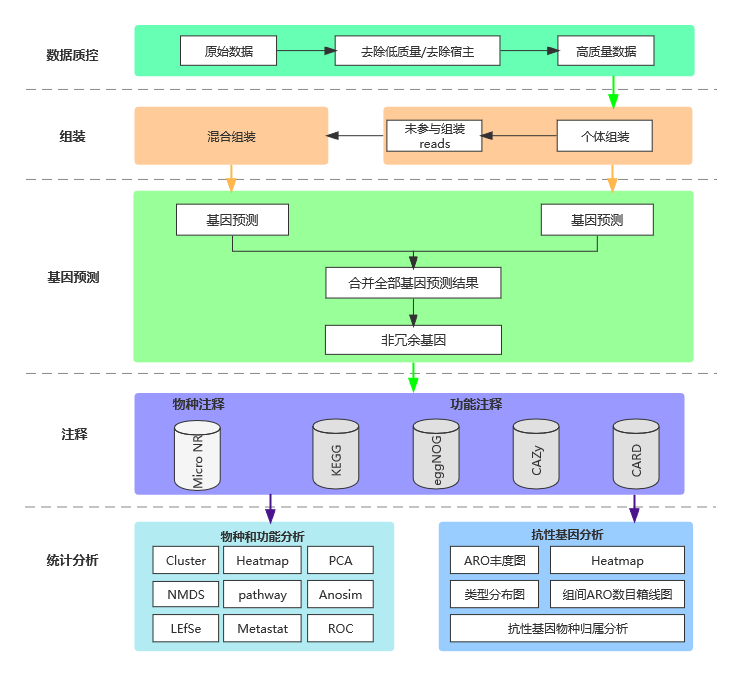 数据质控
原始数据
去除低质量/去除宿主
高质量数据
组装
混合组装
未参与组装
reads
个体组装
基因预测
基因预测
基因预测
合并全部基因预测结果
非冗余基因
注释
物种注释
功能注释
Micro NR
KEGG
eggNOG
CAZy
CARD
统计分析
物种和功能分析
Cluster
Heatmap
PCA
NMDS
pathway
Anosim
LEfSe
Metastat
ROC
抗性基因分析
ARO丰度图
Heatmap
类型分布图
组间ARO数目箱线图
抗性基因物种归属分析